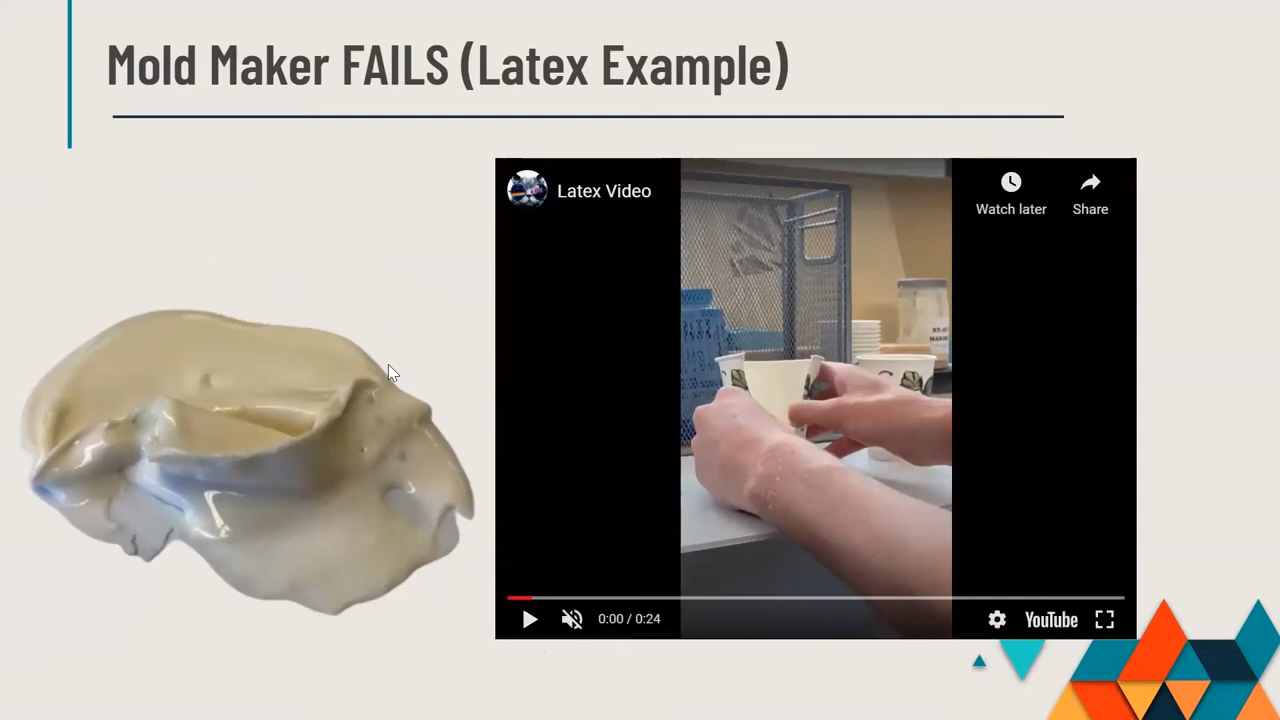 Mold Maker FAILS (Latex Example)
Latex Video
Watch later
Share
0:00 / 0:24
YouTube